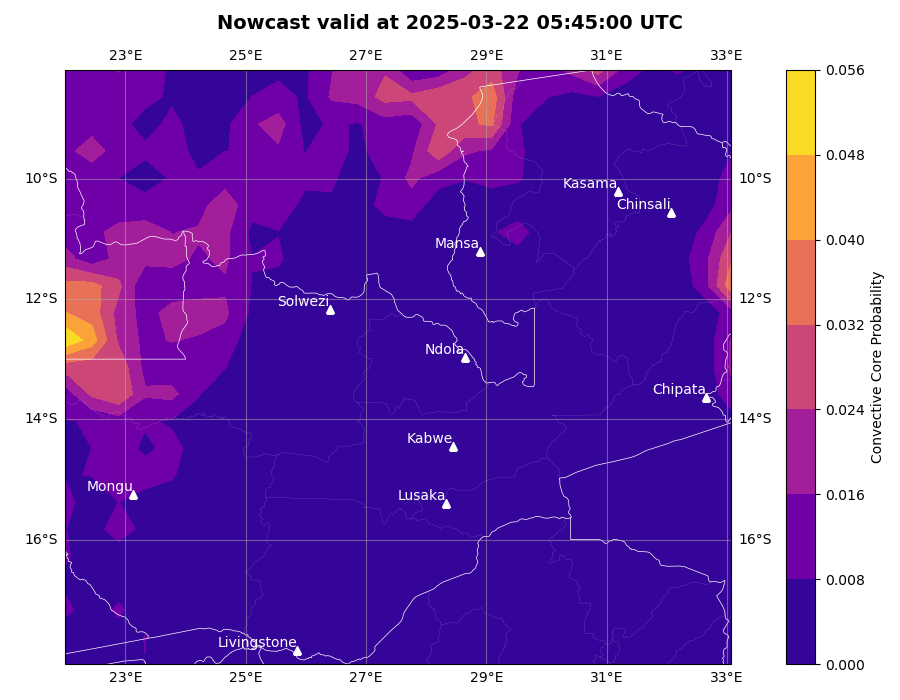 Nowcast valid at 2025-03-22 05:45:00 UTC
23°E 25°E 27°E 29°E 31°E 33°E
0.056
0.048
10°S 10°S
Kasama
Chinsali
0.040
Mansa
12°S 12°S
Solwezi
0.032
Ndola
Convective Core Probability
Chipata
0.024
14°S 14°S
Kabwe
Mongu
Lusaka
0.016
16°S 16°S
0.008
Livingstone
0.000
23°E 25°E 27°E 29°E 31°E 33°E